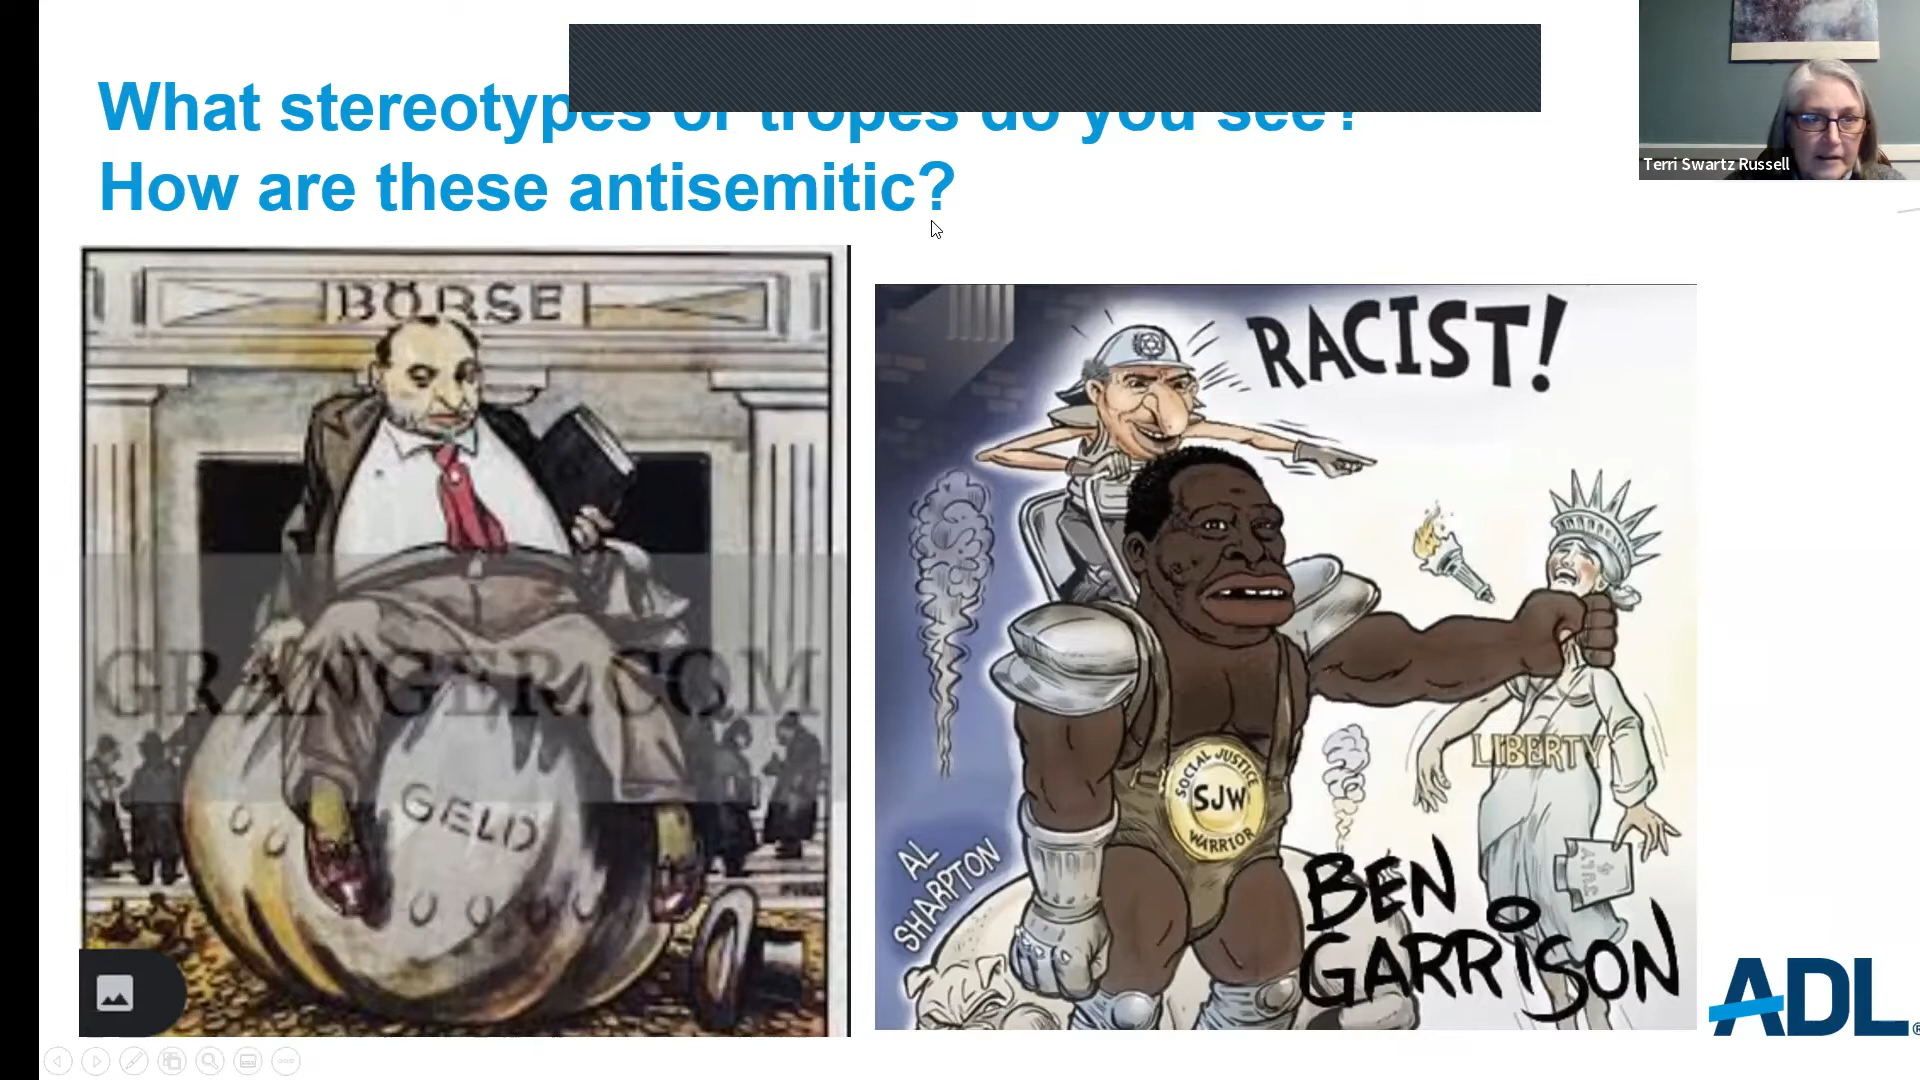 What stereotypes or tropes do you see?
How are these antisemitic?
Terri Swartz Russell
BÖRSE
GELD
GRANGER.COM
RACIST!
LIBERTY
SOCIAL JUSTICE
SJW
WARRIOR
AL
SHARPTON
BEN
GARRISON
ADL